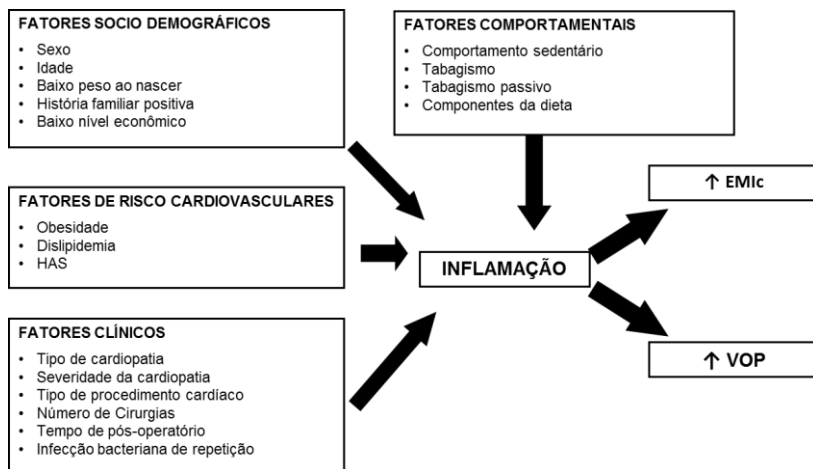 FATORES SOCIO DEMOGRÁFICOS
• Sexo
• Idade
• Baixo peso ao nascer
• História familiar positiva
• Baixo nível econômico
FATORES COMPORTAMENTAIS
• Comportamento sedentário
• Tabagismo
• Tabagismo passivo
• Componentes da dieta
FATORES DE RISCO CARDIOVASCULARES
• Obesidade
• Dislipidemia
• HAS
INFLAMAÇÃO
↑ EMIc
↑ VOP
FATORES CLÍNICOS
• Tipo de cardiopatia
• Severidade da cardiopatia
• Tipo de procedimento cardíaco
• Número de Cirurgias
• Tempo de pós-operatório
• Infecção bacteriana de repetição